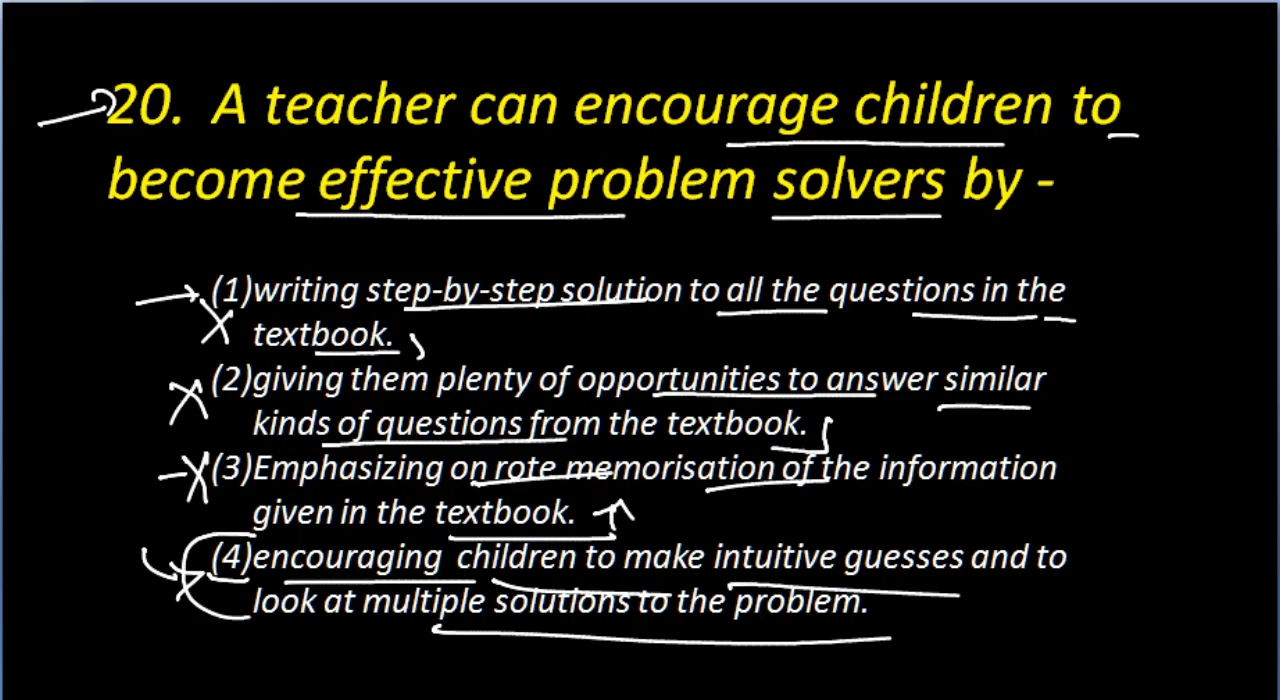 20. A teacher can encourage children to
become effective problem solvers by -
(1)writing step-by-step solution to all the questions in the
textbook.
(2)giving them plenty of opportunities to answer similar
kinds of questions from the textbook.
(3)Emphasizing on rote memorisation of the information
given in the textbook.
(4)encouraging children to make intuitive guesses and to
look at multiple solutions to the problem.